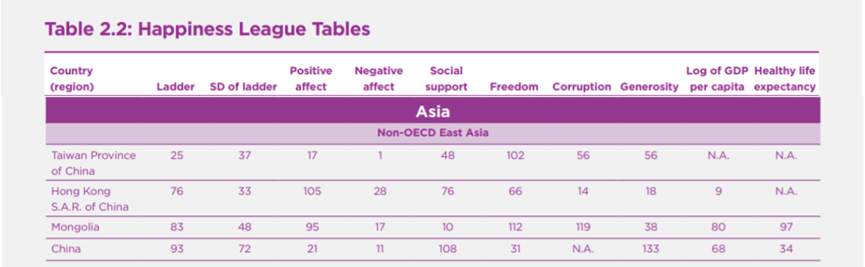 Table 2.2: Happiness League Tables
Country (region) Ladder SD of ladder Positive affect Negative affect Social support Freedom Corruption Generosity Log of GDP per capita Healthy life expectancy
Asia
Non-OECD East Asia
Taiwan Province of China 25 37 17 1 48 102 56 56 N.A. N.A.
Hong Kong S.A.R. of China 76 33 105 28 76 66 14 18 9 N.A.
Mongolia 83 48 95 17 10 112 119 38 80 97
China 93 72 21 11 108 31 N.A. 133 68 34